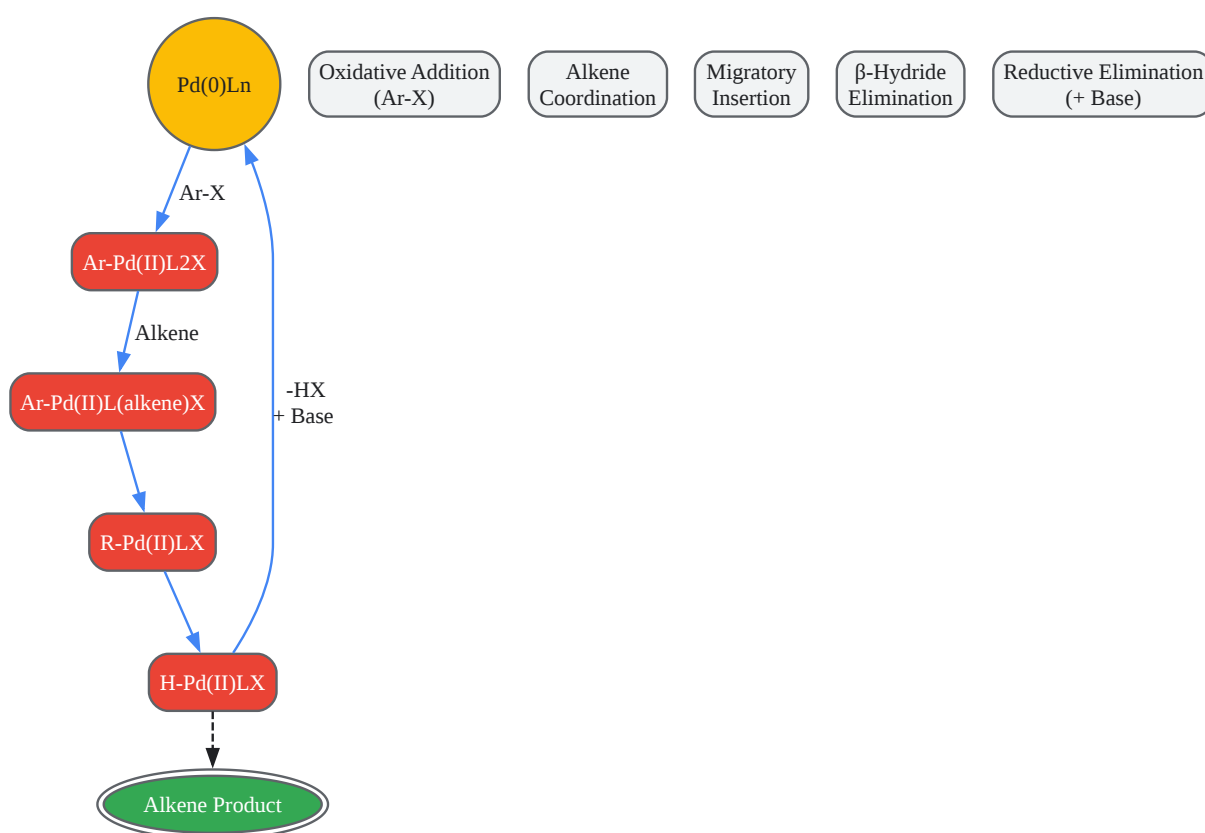 Pd(0)Ln
Oxidative Addition
(Ar-X)
Alkene
Coordination
Migratory
Insertion
β-Hydride
Elimination
Reductive Elimination
(+ Base)
Ar-X
Ar-Pd(II)L2X
Alkene
Ar-Pd(II)L(alkene)X
-HX
+ Base
R-Pd(II)LX
H-Pd(II)LX
Alkene Product